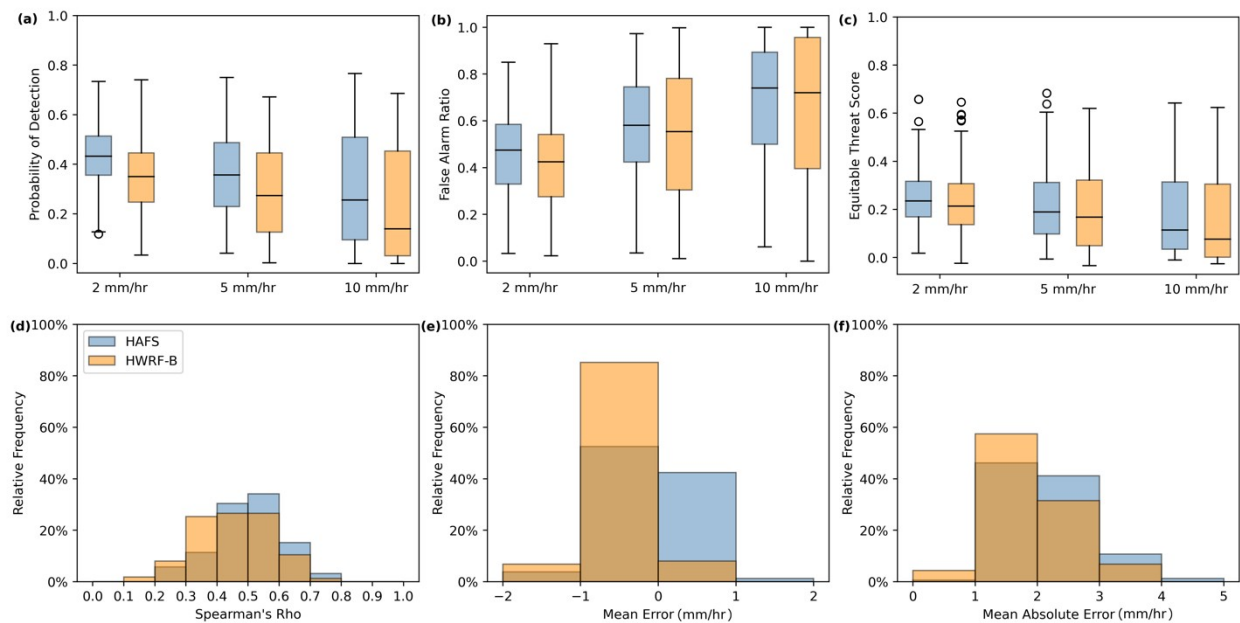 (a)
1.0
0.8
0.6
0.4
0.2
0.0
Probability of Detection
2 mm/hr
5 mm/hr
10 mm/hr
(b)
1.0
0.8
0.6
0.4
0.2
0.0
False Alarm Ratio
2 mm/hr
5 mm/hr
10 mm/hr
(c)
1.0
0.8
0.6
0.4
0.2
0.0
Equitable Threat Score
2 mm/hr
5 mm/hr
10 mm/hr
(d)
100%
80%
60%
40%
20%
0%
Relative Frequency
HAFS
HWRF-B
0.0 0.1 0.2 0.3 0.4 0.5 0.6 0.7 0.8 0.9 1.0
Spearman's Rho
(e)
100%
80%
60%
40%
20%
0%
Relative Frequency
−2 −1 0 1 2
Mean Error (mm/hr)
(f)
100%
80%
60%
40%
20%
0%
Relative Frequency
0 1 2 3 4 5
Mean Absolute Error (mm/hr)